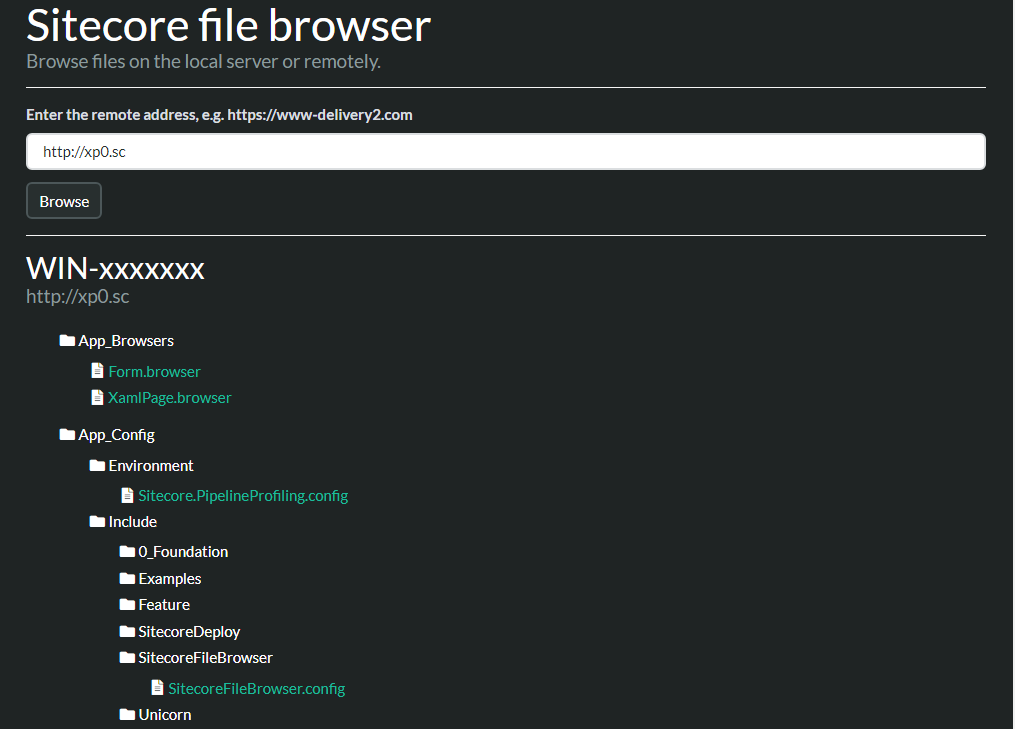 Sitecore file browser
Browse files on the local server or remotely.
Enter the remote address, e.g. https://www-delivery2.com
http://xp0.sc
Browse
WIN-xxxxxxx
http://xp0.sc
App_Browsers
Form.browser
XamlPage.browser
App_Config
Environment
Sitecore.PipelineProfiling.config
Include
0_Foundation
Examples
Feature
SitecoreDeploy
SitecoreFileBrowser
SitecoreFileBrowser.config
Unicorn